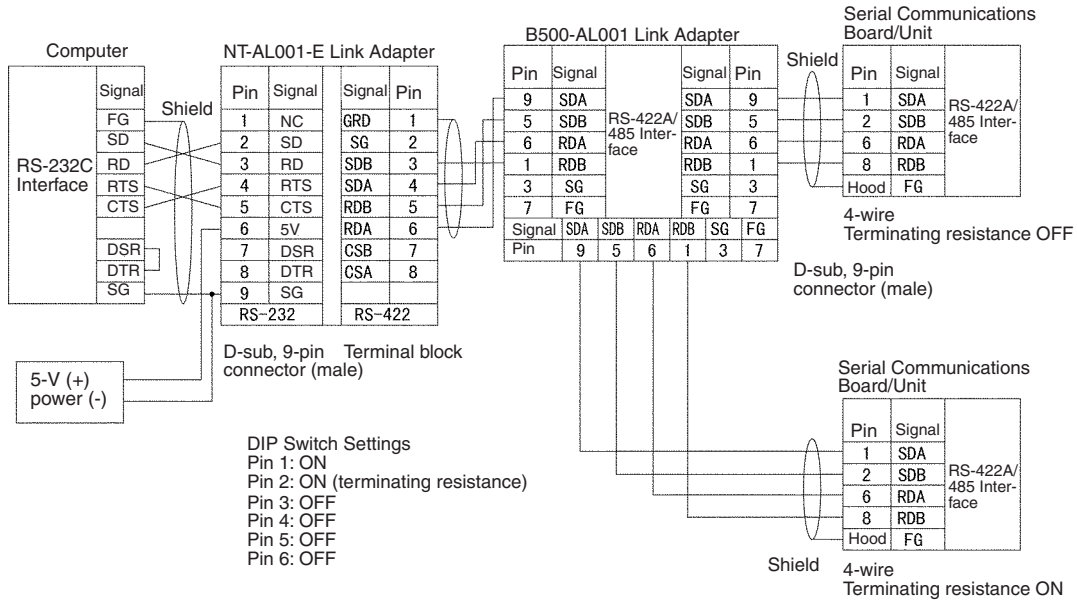 Computer
RS-232C Interface
Signal
FG
SD
RD
RTS
CTS
DSR
DTR
SG
Shield
5-V (+)
power (-)
NT-AL001-E Link Adapter
Pin Signal Signal Pin
1 NC GRD 1
2 SD SG 2
3 RD SDB 3
4 RTS SDA 4
5 CTS RDB 5
6 5V RDA 6
7 DSR CSB 7
8 DTR CSA 8
9 SG
RS-232 RS-422
D-sub, 9-pin connector (male)
Terminal block
DIP Switch Settings
Pin 1: ON
Pin 2: ON (terminating resistance)
Pin 3: OFF
Pin 4: OFF
Pin 5: OFF
Pin 6: OFF
B500-AL001 Link Adapter
Pin Signal Signal Pin
9 SDA SDA 9
5 SDB SDB 5
6 RDA RDA 6
1 RDB RDB 1
3 SG SG 3
7 FG FG 7
RS-422A/
485 Inter-
face
Signal SDA SDB RDA RDB SG FG
Pin 9 5 6 1 3 7
D-sub, 9-pin
connector (male)
Shield
Serial Communications
Board/Unit
Pin Signal
1 SDA
2 SDB
6 RDA
8 RDB
Hood FG
RS-422A/
485 Inter-
face
4-wire
Terminating resistance OFF
Serial Communications
Board/Unit
Pin Signal
1 SDA
2 SDB
6 RDA
8 RDB
Hood FG
RS-422A/
485 Inter-
face
Shield
4-wire
Terminating resistance ON